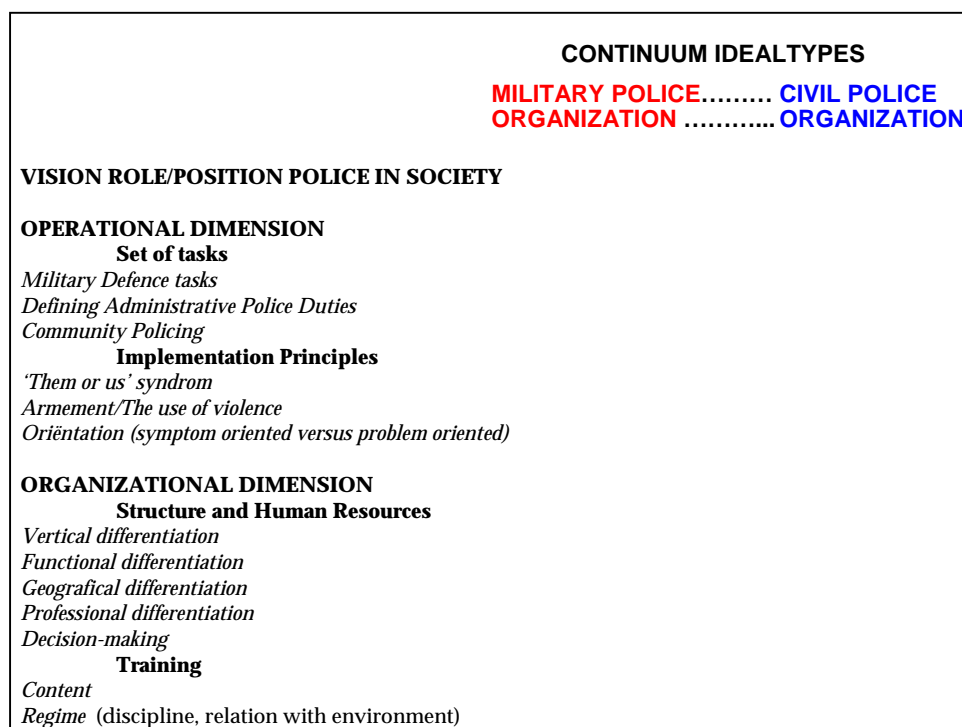 CONTINUUM IDEALTYPES
MILITARY POLICE……… CIVIL POLICE
ORGANIZATION ………... ORGANIZATION
VISION ROLE/POSITION POLICE IN SOCIETY
OPERATIONAL DIMENSION
Set of tasks
Military Defence tasks
Defining Administrative Police Duties
Community Policing
Implementation Principles
‘Them or us’ syndrom
Armement/The use of violence
Oriëntation (symptom oriented versus problem oriented)
ORGANIZATIONAL DIMENSION
Structure and Human Resources
Vertical differentiation
Functional differentiation
Geografical differentiation
Professional differentiation
Decision-making
Training
Content
Regime (discipline, relation with environment)